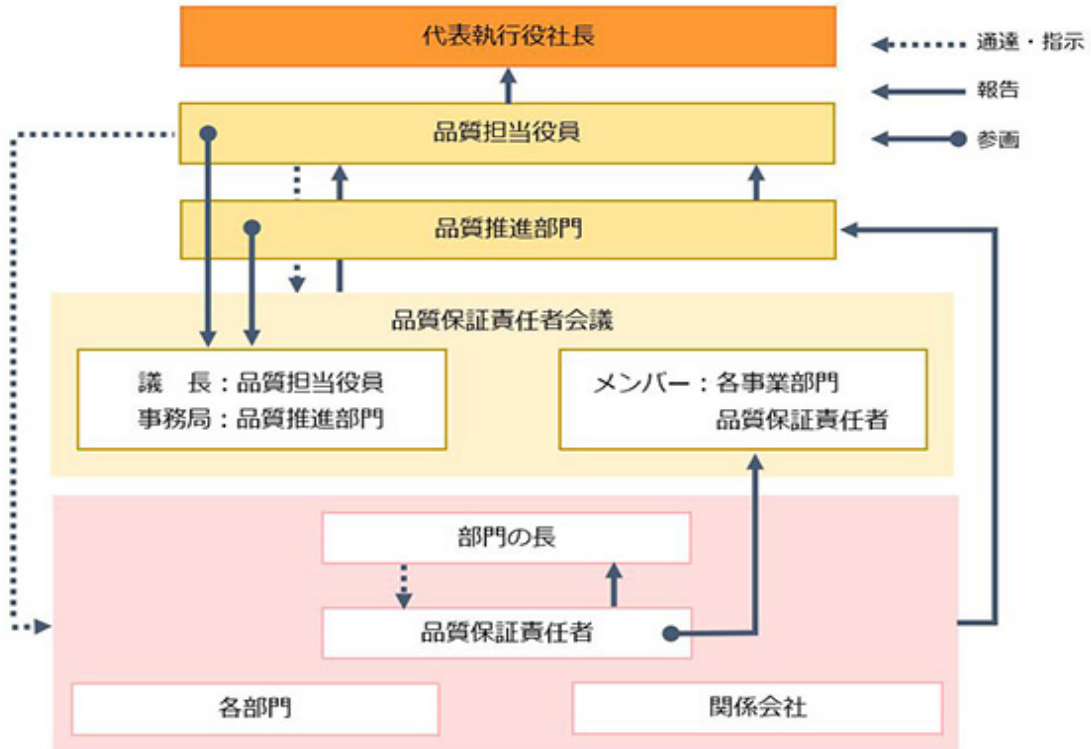 代表執行役社長
通達・指示
報告
参画
品質担当役員
品質推進部門
品質保証責任者会議
議　長：品質担当役員
事務局：品質推進部門
メンバー：各事業部門
品質保証責任者
部門の長
品質保証責任者
各部門
関係会社